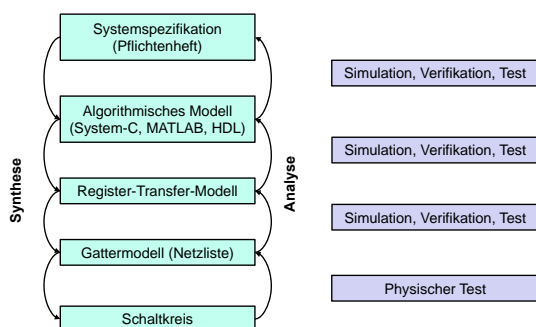 Systemspezifikation
(Pflichtenheft)
Simulation, Verifikation, Test
Algorithmisches Modell
(System-C, MATLAB, HDL)
Simulation, Verifikation, Test
Synthese
Analyse
Register-Transfer-Modell
Simulation, Verifikation, Test
Gattermodell (Netzliste)
Physischer Test
Schaltkreis